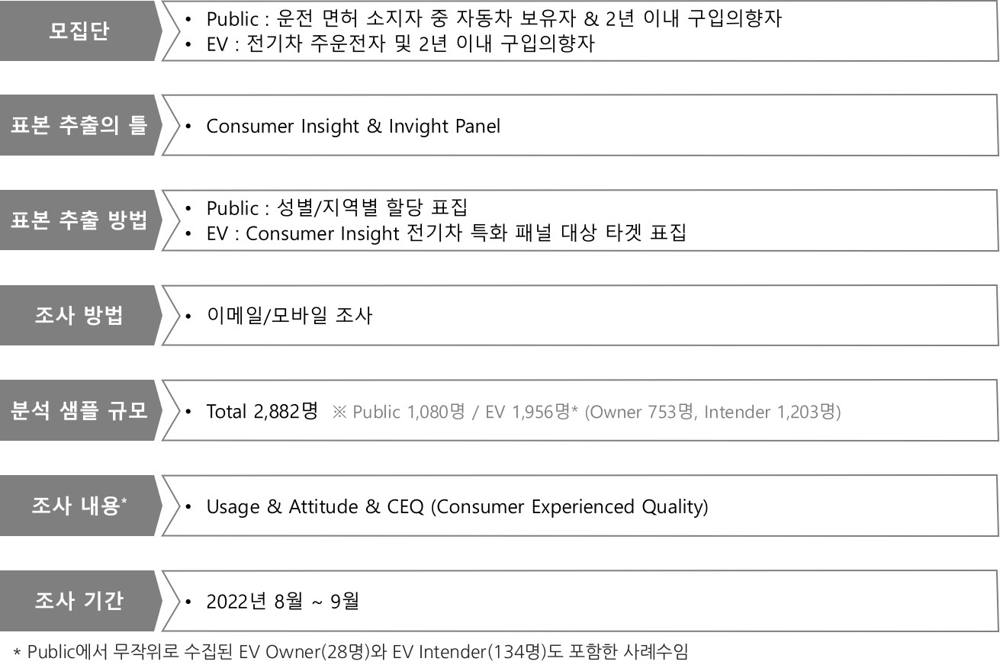 모집단
• Public : 운전 면허 소지자 중 자동차 보유자 & 2년 이내 구입의향자
• EV : 전기차 주운전자 및 2년 이내 구입의향자
표본 추출의 틀
• Consumer Insight & Invight Panel
표본 추출 방법
• Public : 성별/지역별 할당 표집
• EV : Consumer Insight 전기차 특화 패널 대상 타겟 표집
조사 방법
• 이메일/모바일 조사
분석 샘플 규모
• Total 2,882명 ※ Public 1,080명 / EV 1,956명* (Owner 753명, Intender 1,203명)
조사 내용*
• Usage & Attitude & CEQ (Consumer Experienced Quality)
조사 기간
• 2022년 8월 ~ 9월
* Public에서 무작위로 수집된 EV Owner(28명)와 EV Intender(134명)도 포함한 사례수임